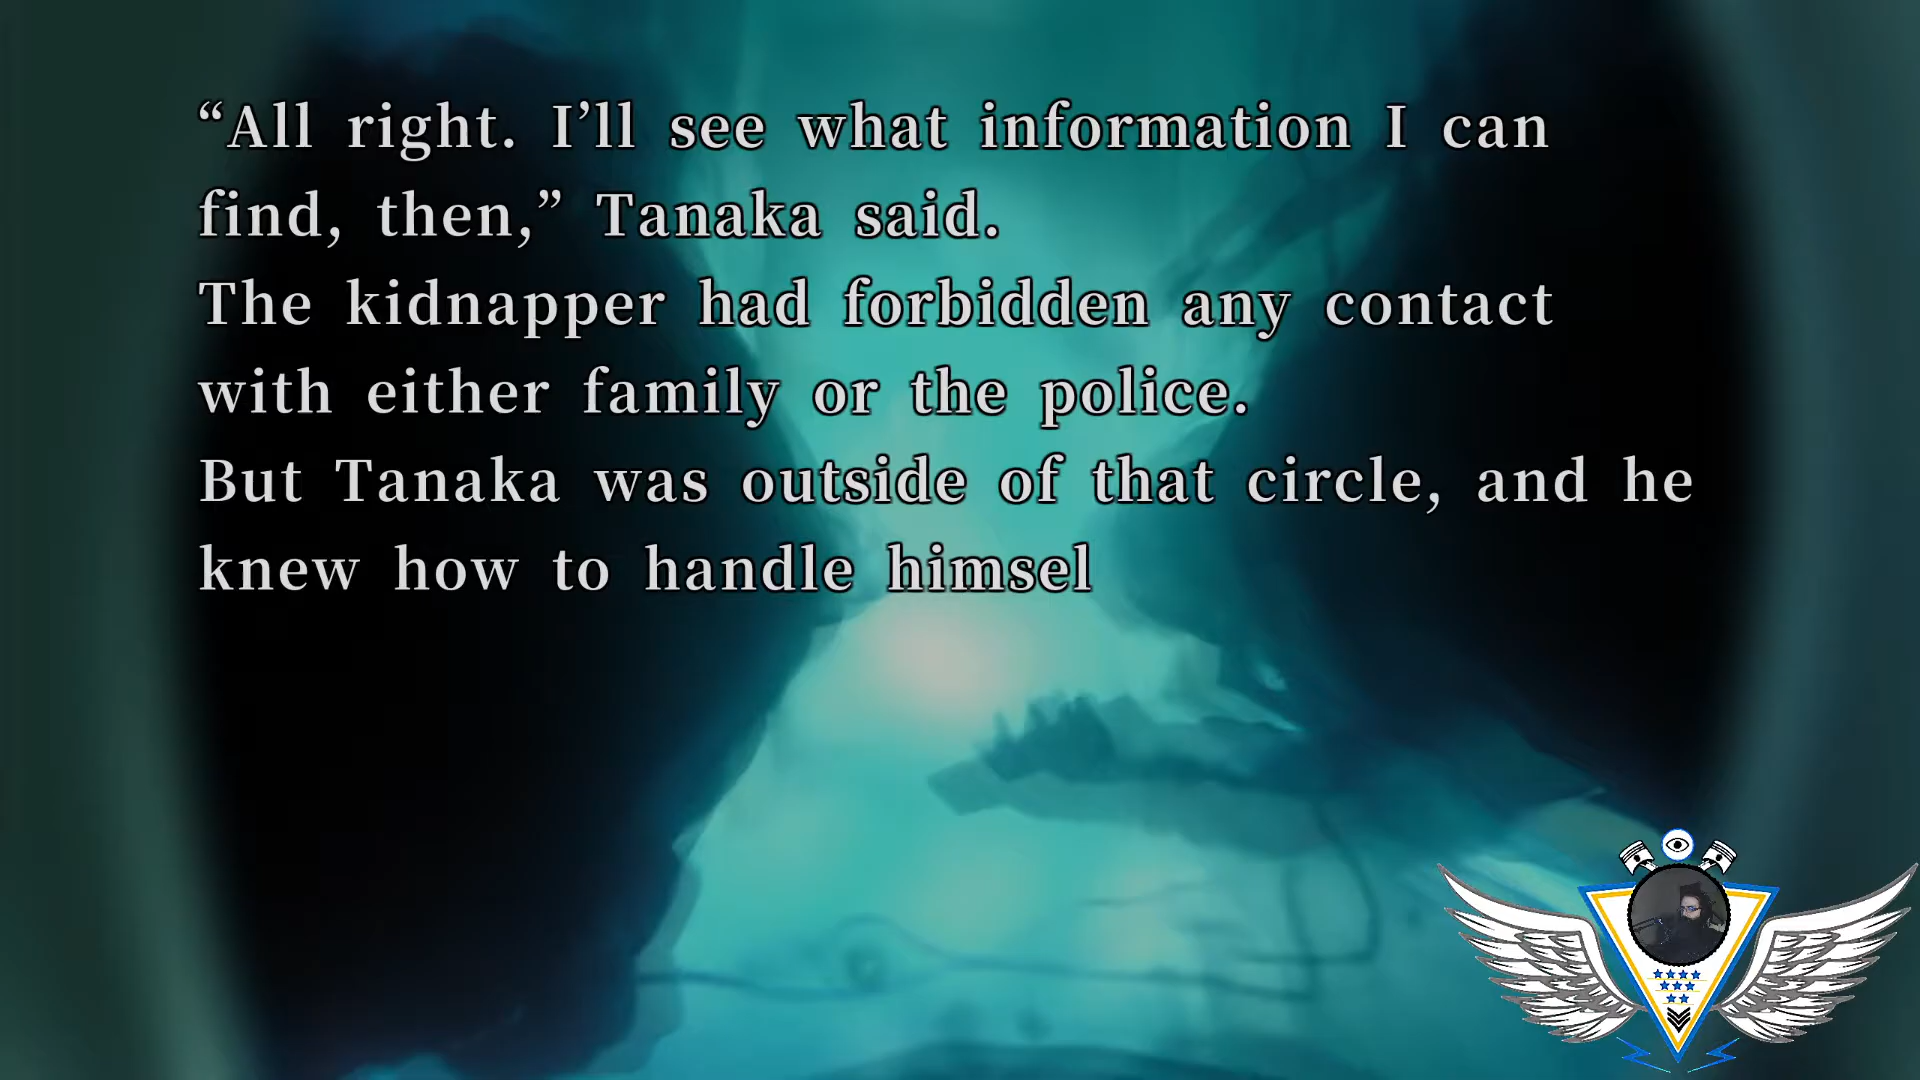 “All right. I’ll see what information I can
find, then,” Tanaka said.
The kidnapper had forbidden any contact
with either family or the police.
But Tanaka was outside of that circle, and he
knew how to handle himsel